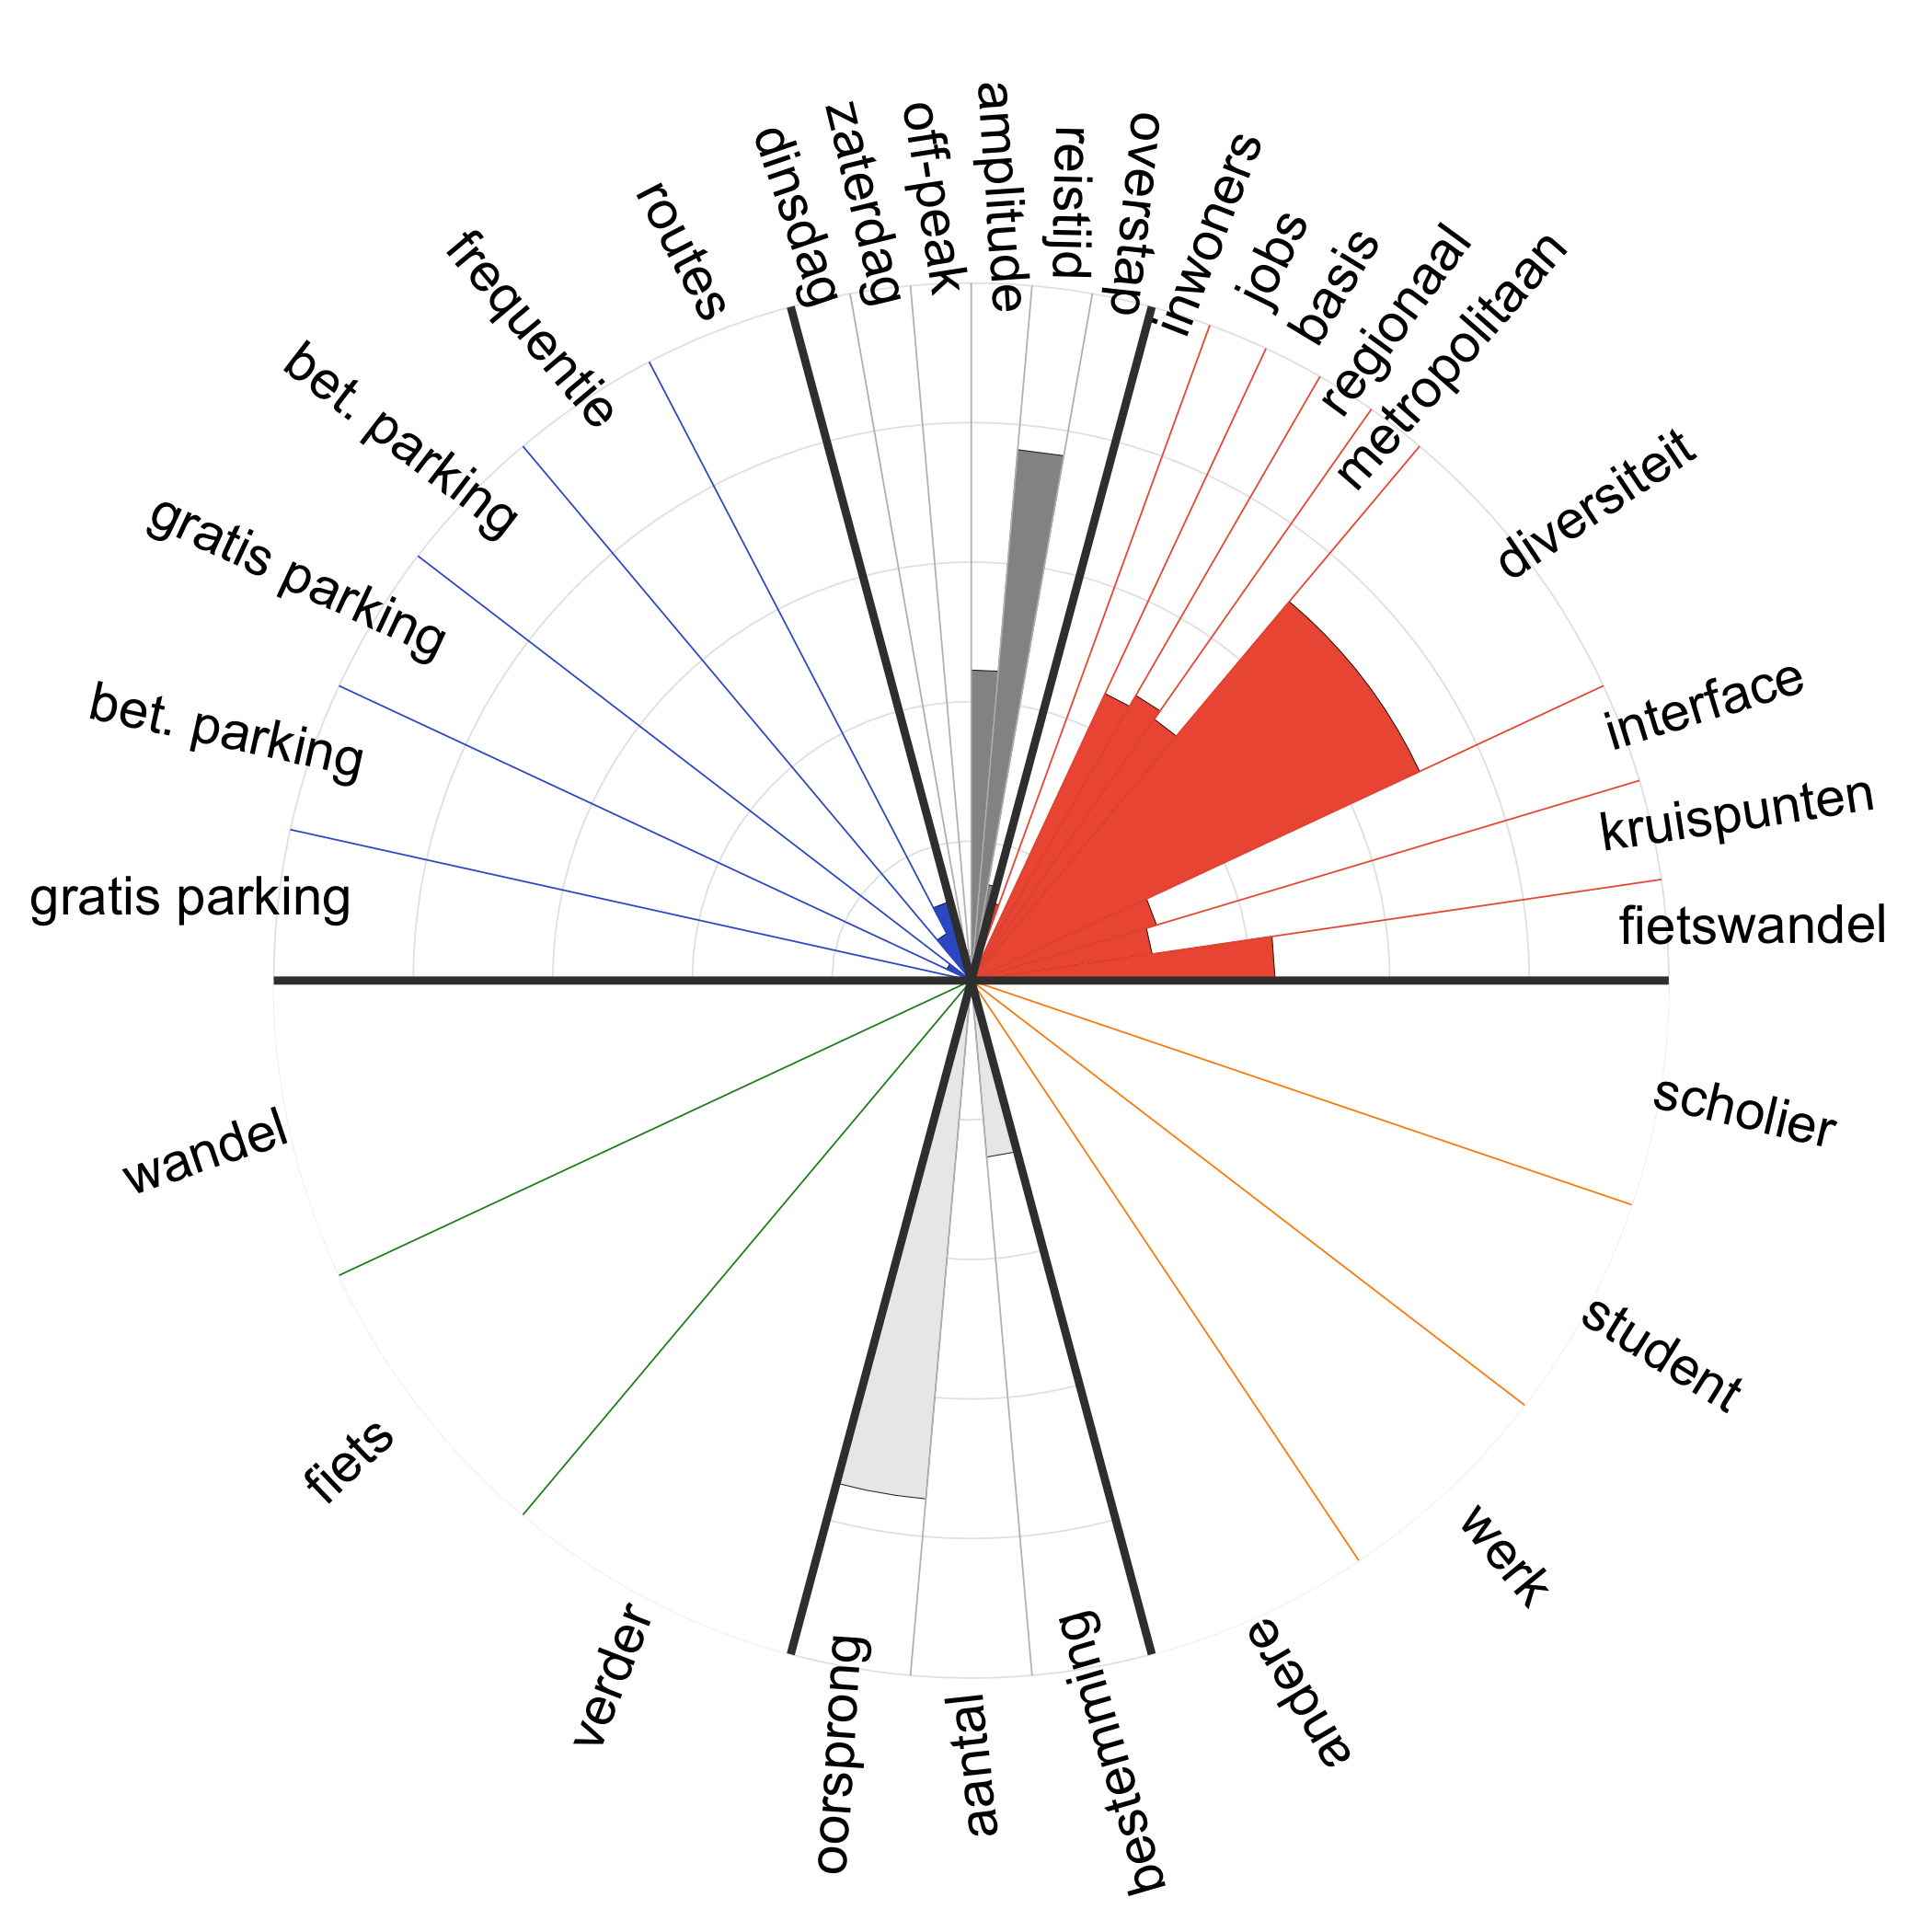 dinsdag
zaterdag
off-peak
amplitude
reistijd
overstap
inwoners
jobs
basis
regionaal
metropolitaan
diversiteit
interface
kruispunten
fietswandel
scholier
student
werk
andere
bestemming
aantal
oorsprong
verder
fiets
wandel
gratis parking
bet. parking
gratis parking
bet. parking
frequentie
routes